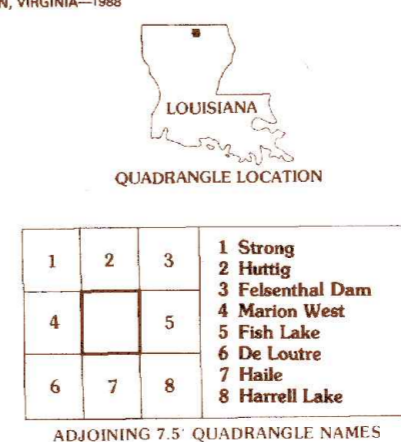 N, VIRGINIA—1988
LOUISIANA
QUADRANGLE LOCATION
1 2 3
4 5
6 7 8
1 Strong
2 Huttig
3 Felsenthal Dam
4 Marion West
5 Fish Lake
6 De Loutre
7 Haile
8 Harrell Lake
ADJOINING 7.5' QUADRANGLE NAMES